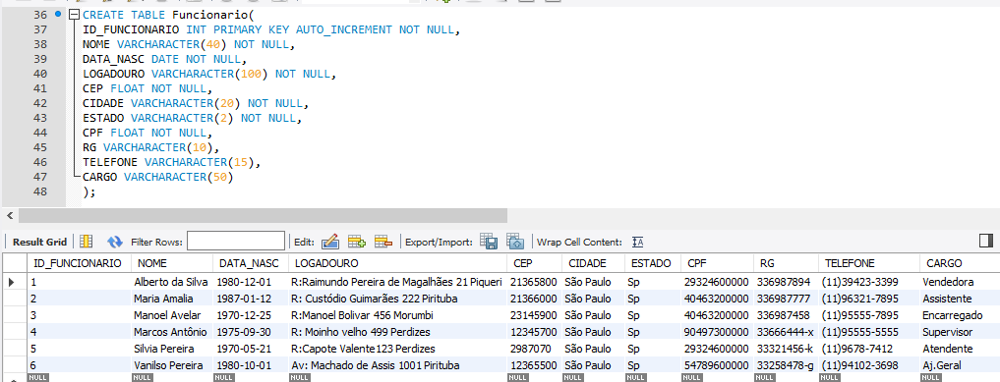 36 CREATE TABLE Funcionario(
37 ID_FUNCIONARIO INT PRIMARY KEY AUTO_INCREMENT NOT NULL,
38 NOME VARCHARACTER(40) NOT NULL,
39 DATA_NASC DATE NOT NULL,
40 LOGADOURO VARCHARACTER(100) NOT NULL,
41 CEP FLOAT NOT NULL,
42 CIDADE VARCHARACTER(20) NOT NULL,
43 ESTADO VARCHARACTER(2) NOT NULL,
44 CPF FLOAT NOT NULL,
45 RG VARCHARACTER(10),
46 TELEFONE VARCHARACTER(15),
47 CARGO VARCHARACTER(50)
48 );
Result Grid Filter Rows: Edit: Export/Import: Wrap Cell Content:
ID_FUNCIONARIO NOME DATA_NASC LOGADOURO CEP CIDADE ESTADO CPF RG TELEFONE CARGO
1 Alberto da Silva 1980-12-01 R:Raimundo Pereira de Magalhães 21 Piqueri 21365800 São Paulo Sp 29324600000 336987894 (11)39423-3399 Vendedora
2 Maria Amalia 1987-01-12 R: Custódio Guimarães 222 Pirituba 21366000 São Paulo Sp 40463200000 336987777 (11)96321-7895 Assistente
3 Manoel Avelar 1970-12-25 R:Manoel Bolivar 456 Morumbi 23145900 São Paulo Sp 40463200000 336987458 (11)95555-7895 Encarregado
4 Marcos Antônio 1975-09-30 R: Moinho velho 499 Perdizes 12345700 São Paulo Sp 90497300000 33666444-x (11)95555-5555 Supervisor
5 Silvia Pereira 1970-05-21 R:Capote Valente123 Perdizes 2987070 São Paulo Sp 29324600000 33321456-k (11)9678-7412 Atendente
6 Vanilso Pereira 1980-10-01 Av: Machado de Assis 1001 Pirituba 12365500 São Paulo Sp 54789600000 33258478-g (11)94102-3698 Aj.Geral
NULL NULL NULL NULL NULL NULL NULL NULL NULL NULL NULL